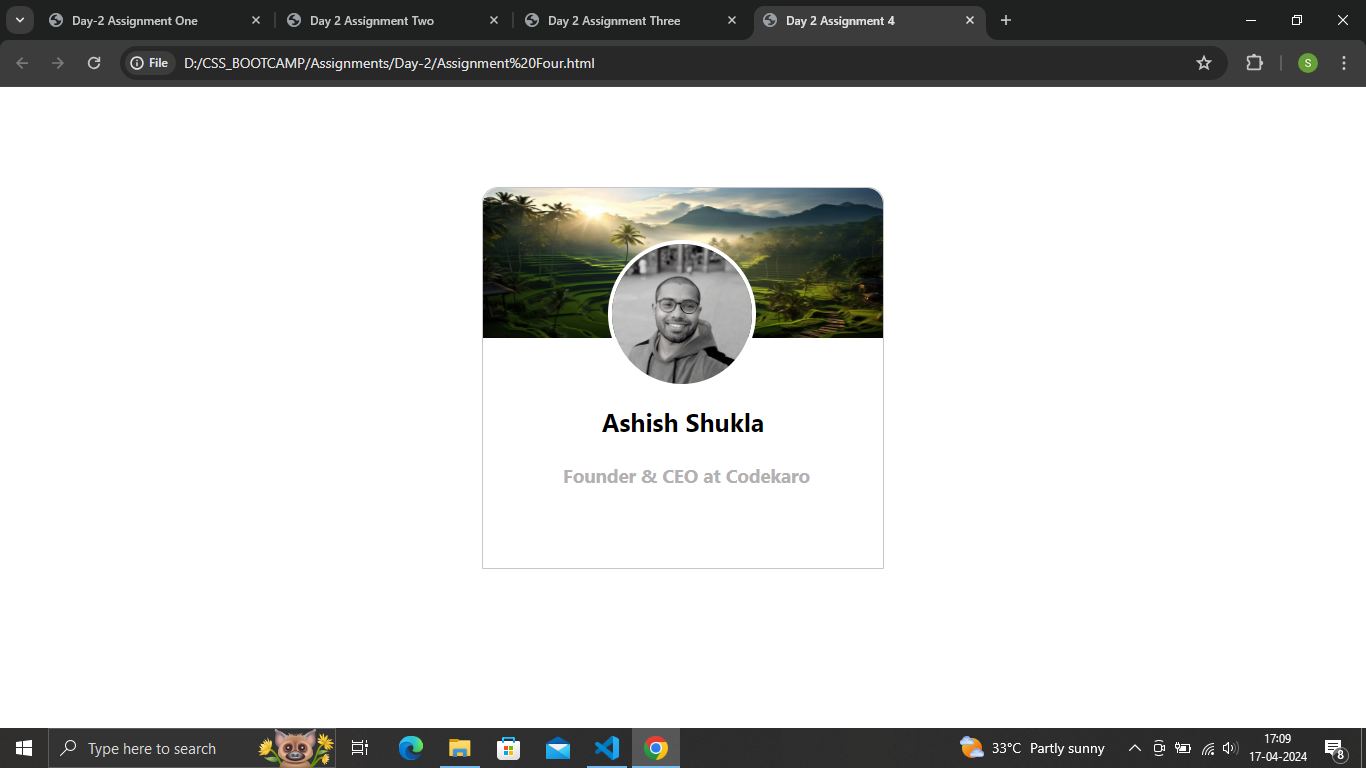 Day-2 Assignment One
Day 2 Assignment Two
Day 2 Assignment Three
Day 2 Assignment 4
File
D:/CSS_BOOTCAMP/Assignments/Day-2/Assignment%20Four.html
S
Ashish Shukla
Founder & CEO at Codekaro
Type here to search
33°C Partly sunny
17:09
17-04-2024
8